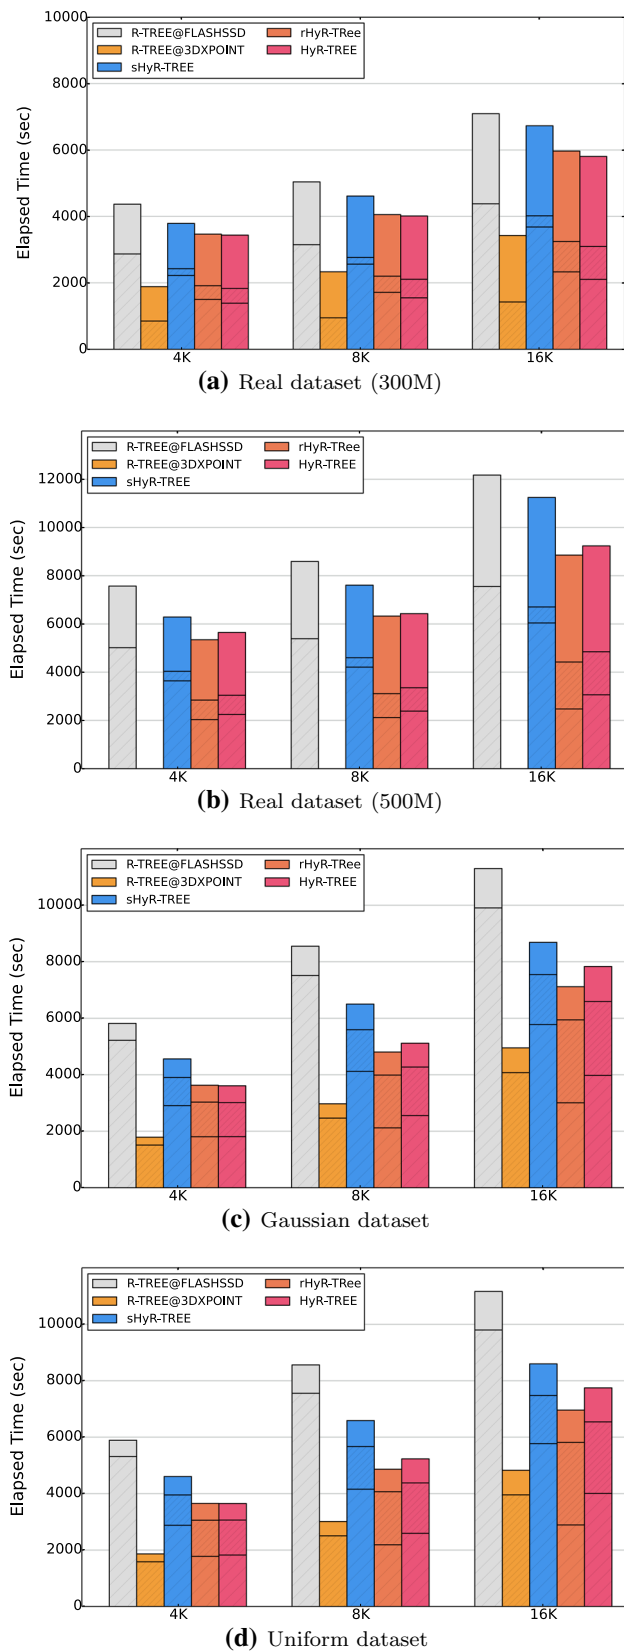 10000
8000
6000
4000
2000
0
Elapsed Time (sec)
R-TREE@FLASHSSD
R-TREE@3DXPOINT
sHyR-TREE
rHyR-TRee
HyR-TREE
4K 8K 16K
(a) Real dataset (300M)
12000
10000
8000
6000
4000
2000
0
Elapsed Time (sec)
R-TREE@FLASHSSD
R-TREE@3DXPOINT
sHyR-TREE
rHyR-TRee
HyR-TREE
4K 8K 16K
(b) Real dataset (500M)
10000
8000
6000
4000
2000
0
Elapsed Time (sec)
R-TREE@FLASHSSD
R-TREE@3DXPOINT
sHyR-TREE
rHyR-TRee
HyR-TREE
4K 8K 16K
(c) Gaussian dataset
10000
8000
6000
4000
2000
0
Elapsed Time (sec)
R-TREE@FLASHSSD
R-TREE@3DXPOINT
sHyR-TREE
rHyR-TRee
HyR-TREE
4K 8K 16K
(d) Uniform dataset